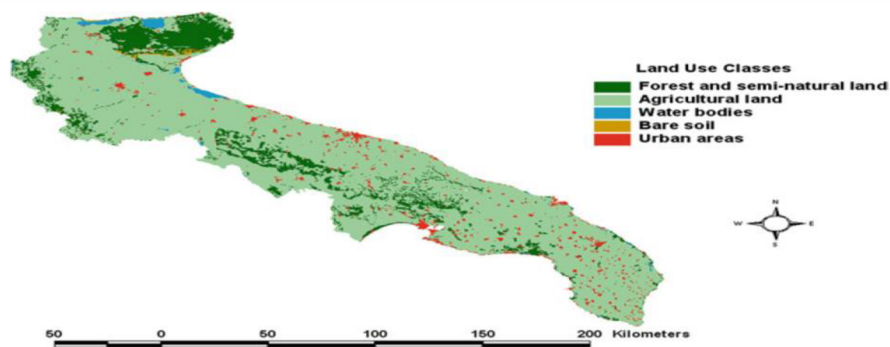 Land Use Classes
Forest and semi-natural land
Agricultural land
Water bodies
Bare soil
Urban areas
N
W E
S
50 0 50 100 150 200 Kilometers